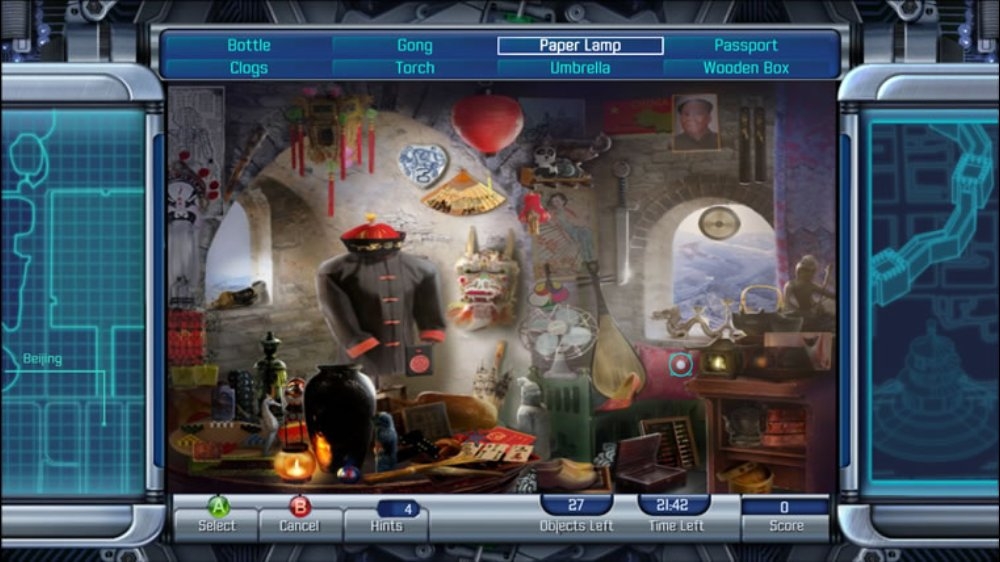 Bottle Gong Paper Lamp Passport
Clogs Torch Umbrella Wooden Box
CHINA
Beijing
4 27 21:42 0
A B
Select Cancel Hints Objects Left Time Left Score